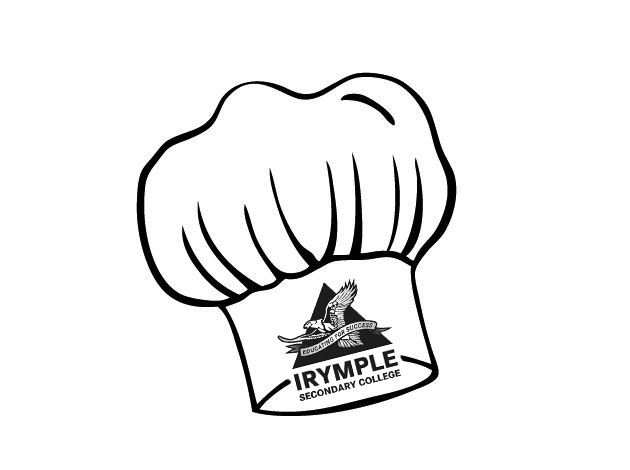 EDUCATING FOR SUCCESS
IRYMPLE
SECONDARY COLLEGE